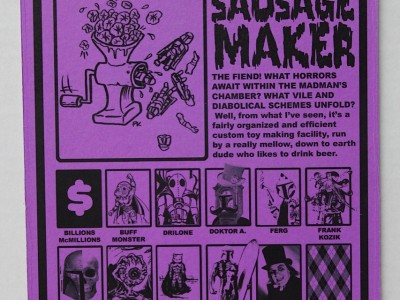 SAUSAGE
MAKER
THE FIEND! WHAT HORRORS
AWAIT WITHIN THE MADMAN'S
CHAMBER? WHAT VILE AND
DIABOLICAL SCHEMES UNFOLD?
Well, from what I've seen, it's a
fairly organized and efficient
custom toy making facility, run
by a really mellow, down to earth
dude who likes to drink beer.
PK
$
BILLIONS
McMILLIONS
BUFF
MONSTER
DRILONE
DOKTOR A.
FERG
FRANK
KOZIK